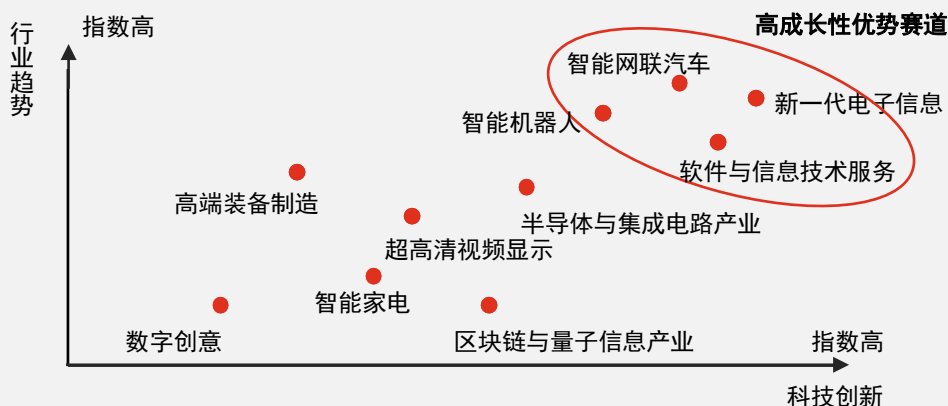 高成长性优势赛道
行业趋势
指数高
智能网联汽车
新一代电子信息
智能机器人
软件与信息技术服务
高端装备制造
半导体与集成电路产业
超高清视频显示
智能家电
数字创意
区块链与量子信息产业
指数高
科技创新